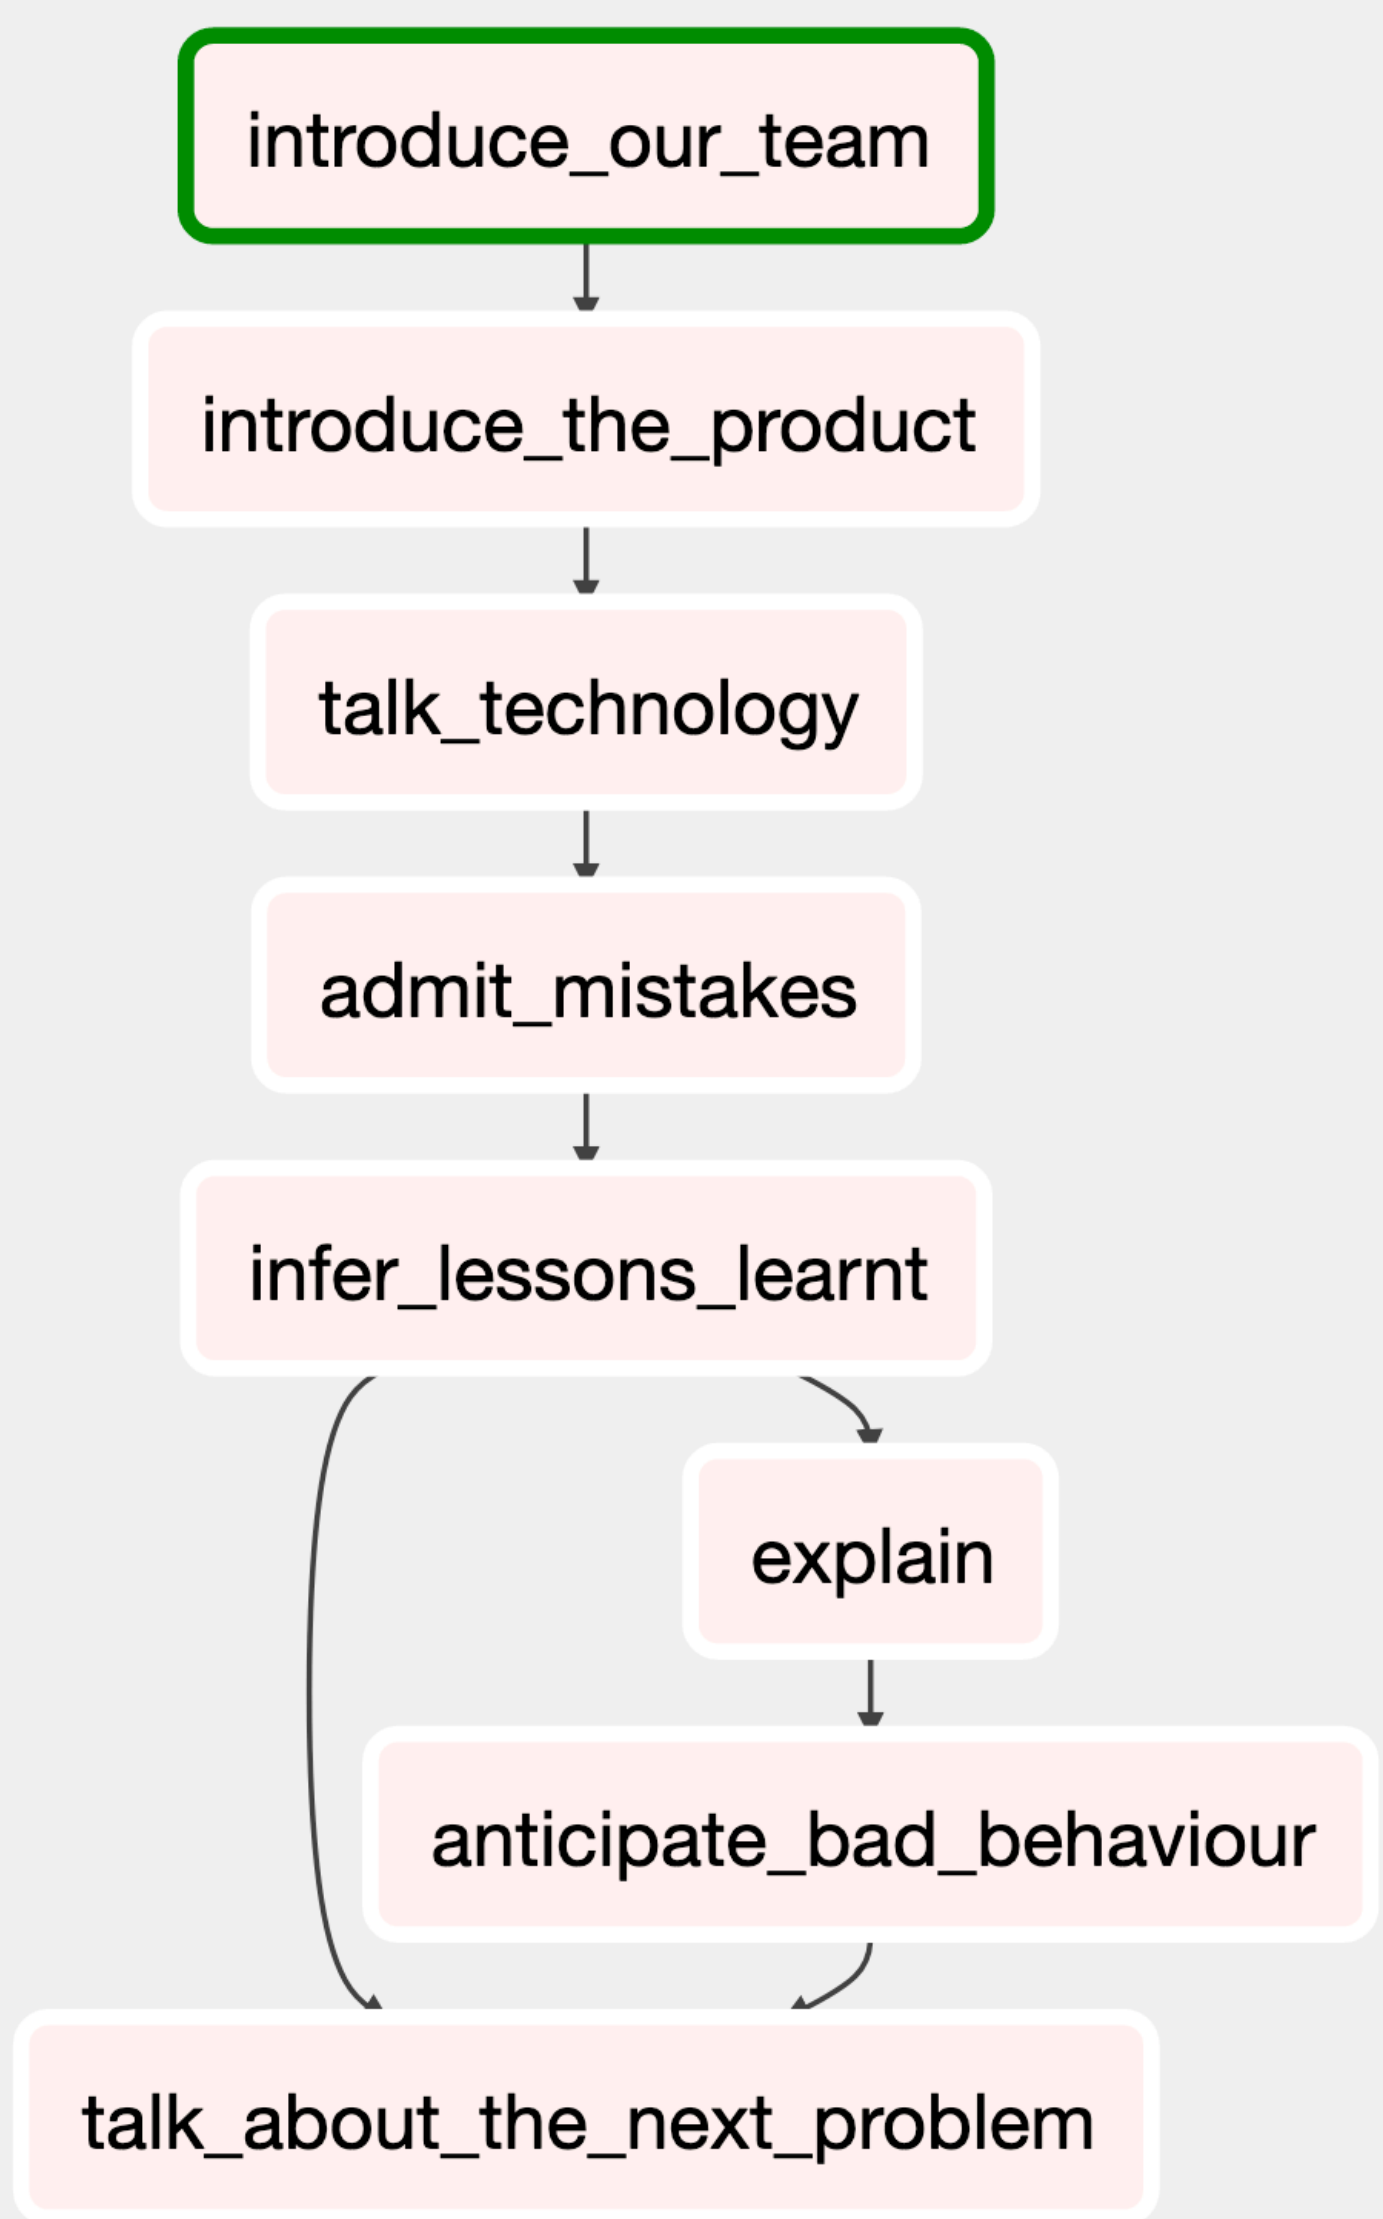 introduce_our_team
introduce_the_product
talk_technology
admit_mistakes
infer_lessons_learnt
explain
anticipate_bad_behaviour
talk_about_the_next_problem